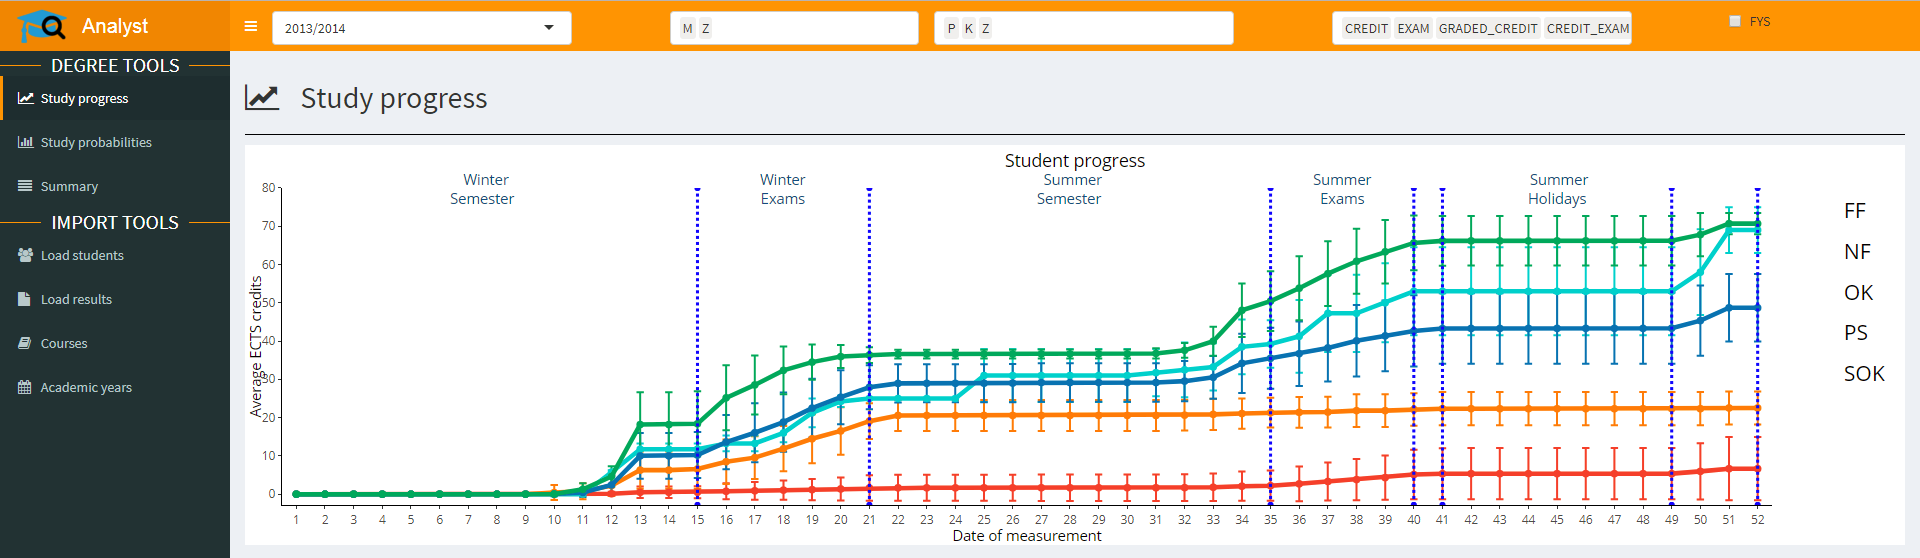 Analyst
2013/2014
M Z
P K Z
CREDIT EXAM GRADED_CREDIT CREDIT_EXAM
FYS
DEGREE TOOLS
Study progress
Study probabilities
Summary
IMPORT TOOLS
Load students
Load results
Courses
Academic years
Study progress
Student progress
Winter
Semester
Winter
Exams
Summer
Semester
Summer
Exams
Summer
Holidays
80
70
60
50
40
30
20
10
0
Average ECTS credits
1 2 3 4 5 6 7 8 9 10 11 12 13 14 15 16 17 18 19 20 21 22 23 24 25 26 27 28 29 30 31 32 33 34 35 36 37 38 39 40 41 42 43 44 45 46 47 48 49 50 51 52
Date of measurement
FF
NF
OK
PS
SOK